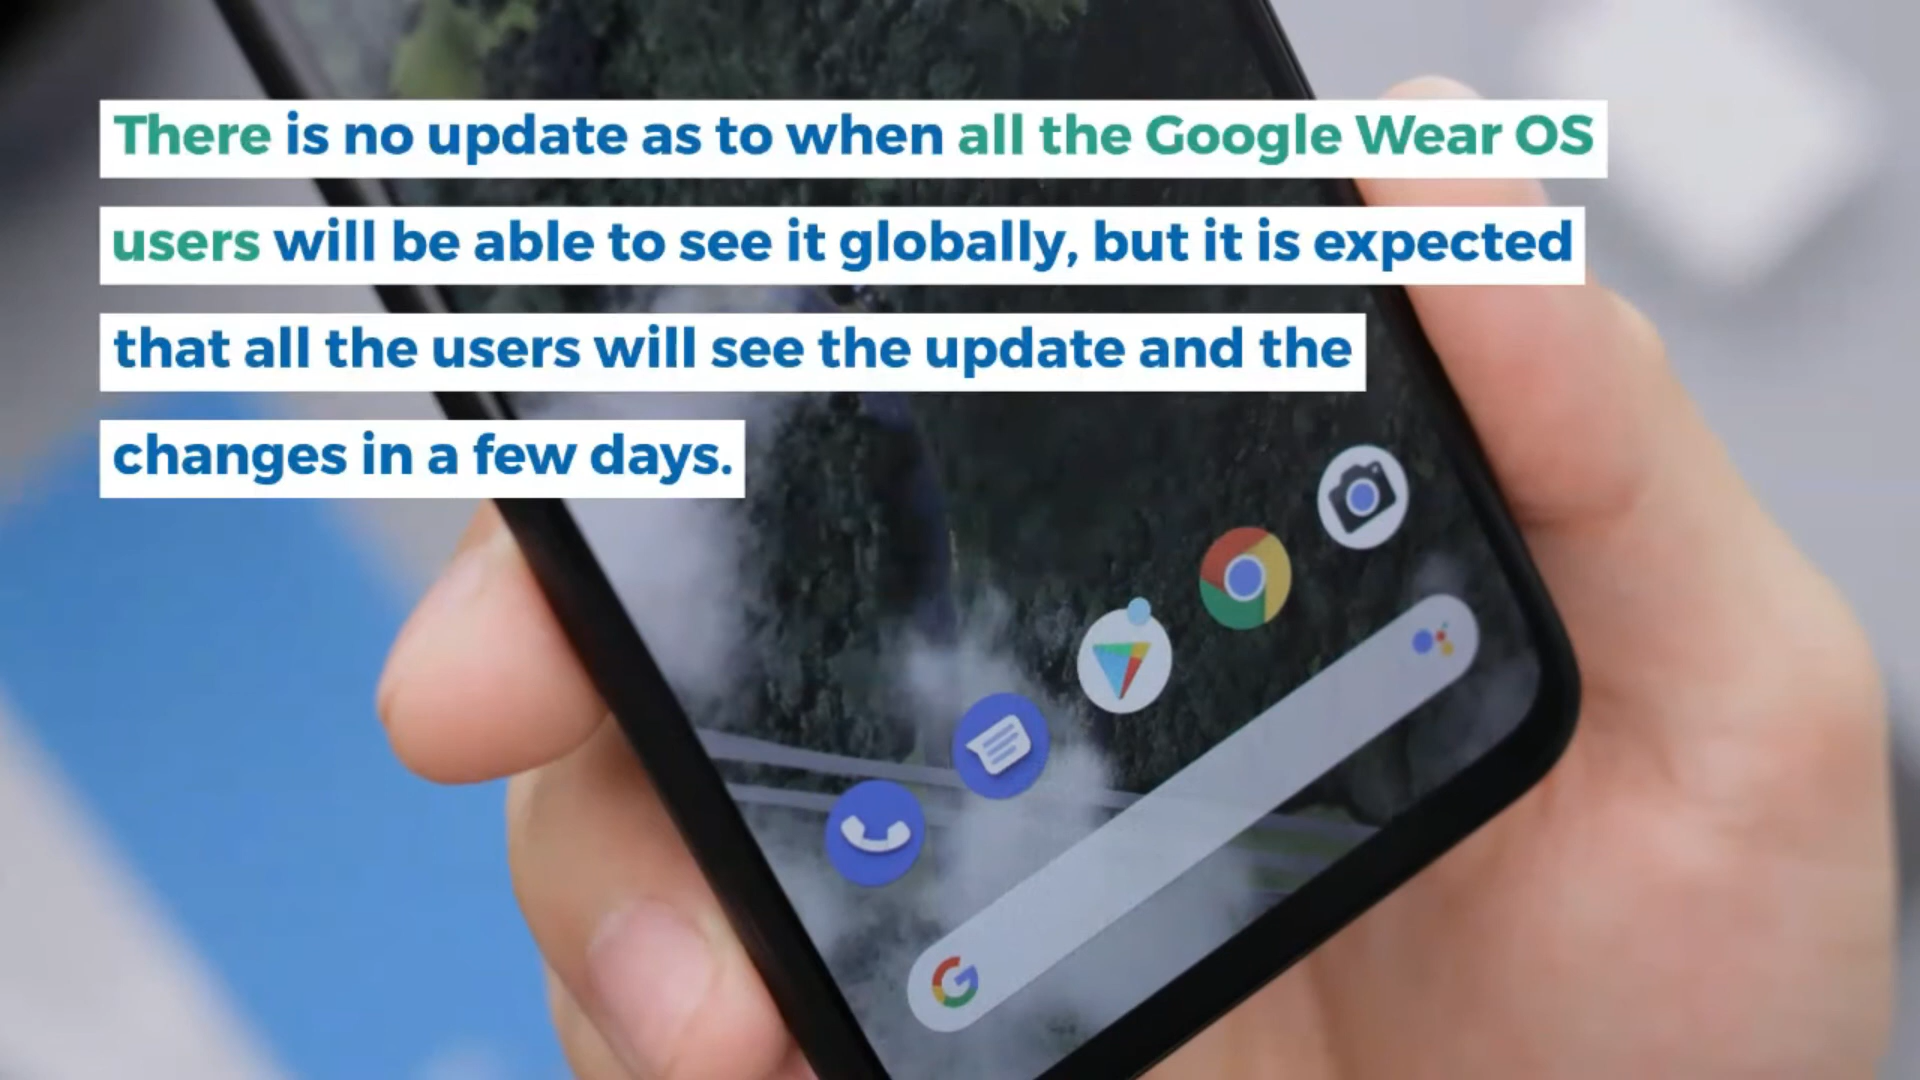 There is no update as to when all the Google Wear OS
users will be able to see it globally, but it is expected
that all the users will see the update and the
changes in a few days.